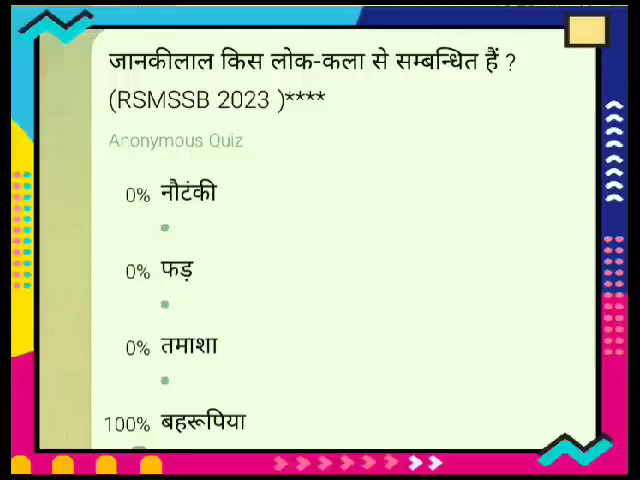 जानकीलाल किस लोक-कला से सम्बन्धित हैं ?
(RSMSSB 2023 )****
Anonymous Quiz
0% नौटंकी
0% फड़
0% तमाशा
100% बहरूपिया